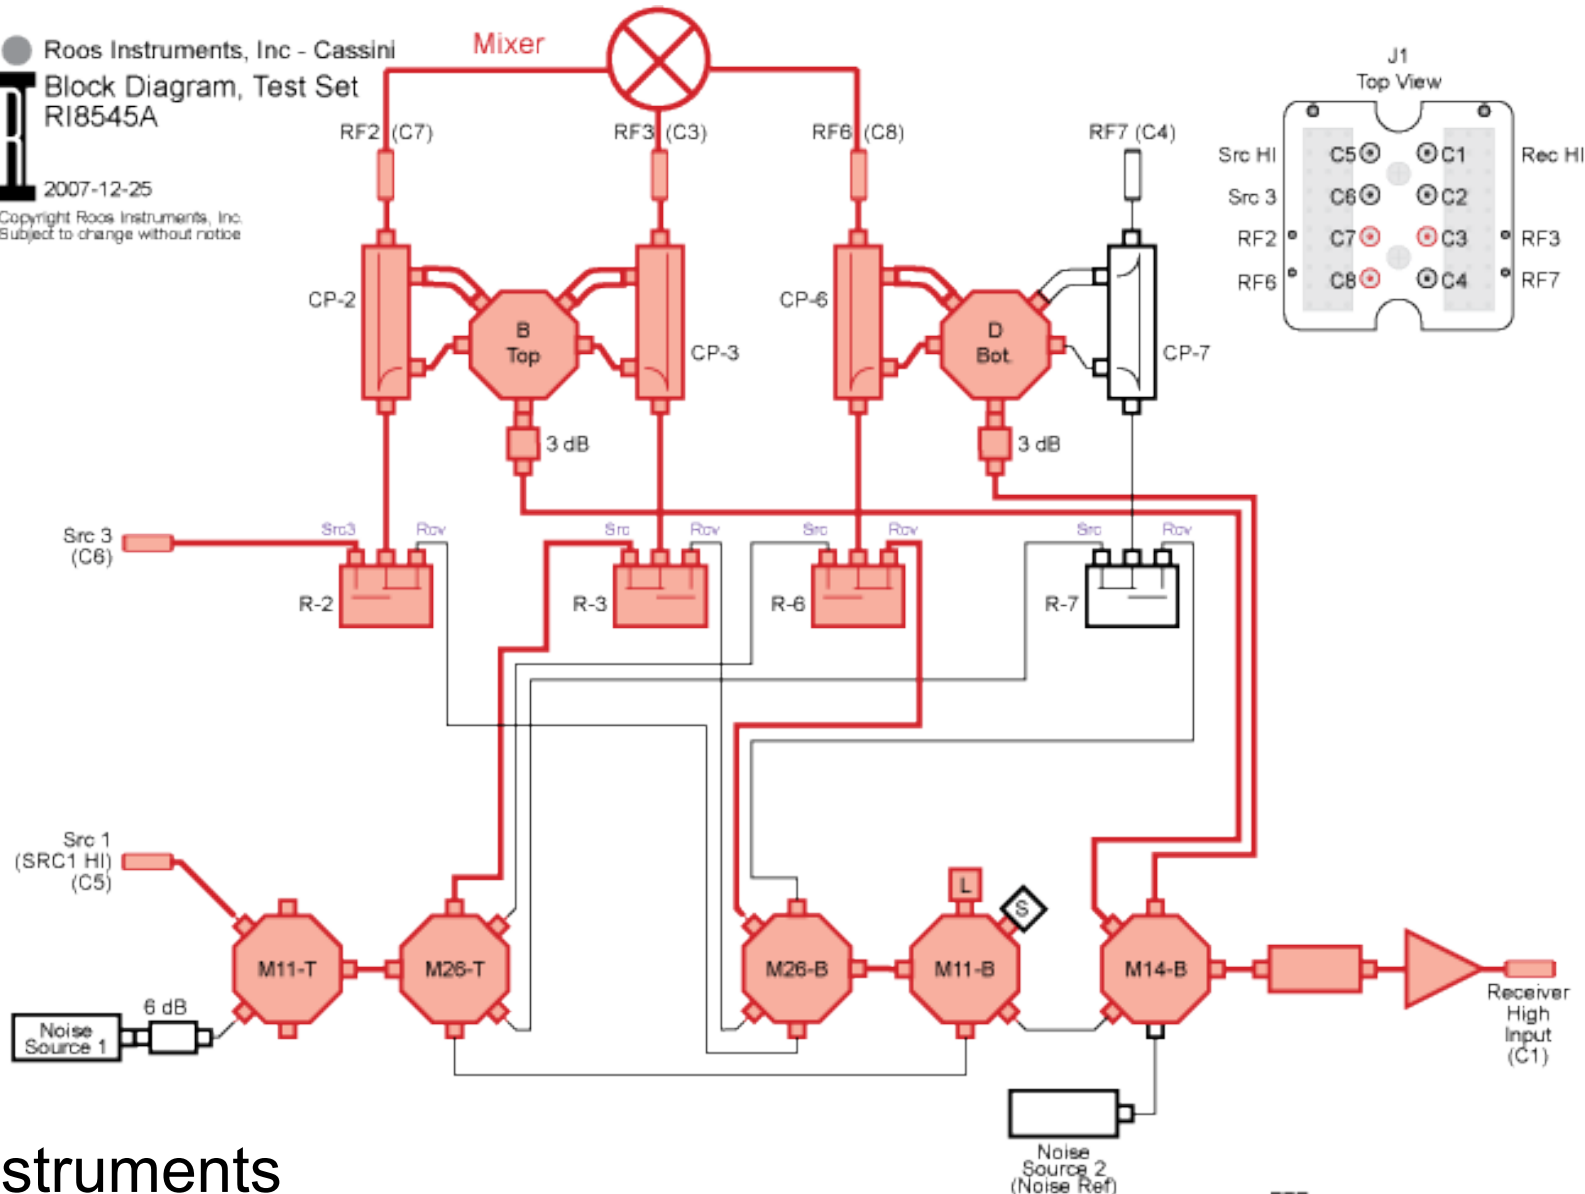 Roos Instruments, Inc - Cassini
Block Diagram, Test Set
RI8545A
2007-12-25
Copyright Roos Instruments, Inc.
Subject to change without notice
Mixer
RF2 (C7)
RF3 (C3)
RF6 (C8)
RF7 (C4)
J1
Top View
Src HI C5 C1 Rec HI
Src 3 C6 C2
RF2 C7 C3 RF3
RF6 C8 C4 RF7
CP-2
B
Top
CP-3
CP-6
D
Bot.
CP-7
3 dB
3 dB
Src 3
(C6)
Src3
Rcv
Src
Rcv
Src
Rcv
Src
Rcv
R-2
R-3
R-6
R-7
Src 1
(SRC1 HI)
(C5)
L
S
M11-T
M26-T
M26-B
M11-B
M14-B
6 dB
Noise
Source 1
Receiver
High
Input
(C1)
Noise
Source 2
(Noise Ref)
struments